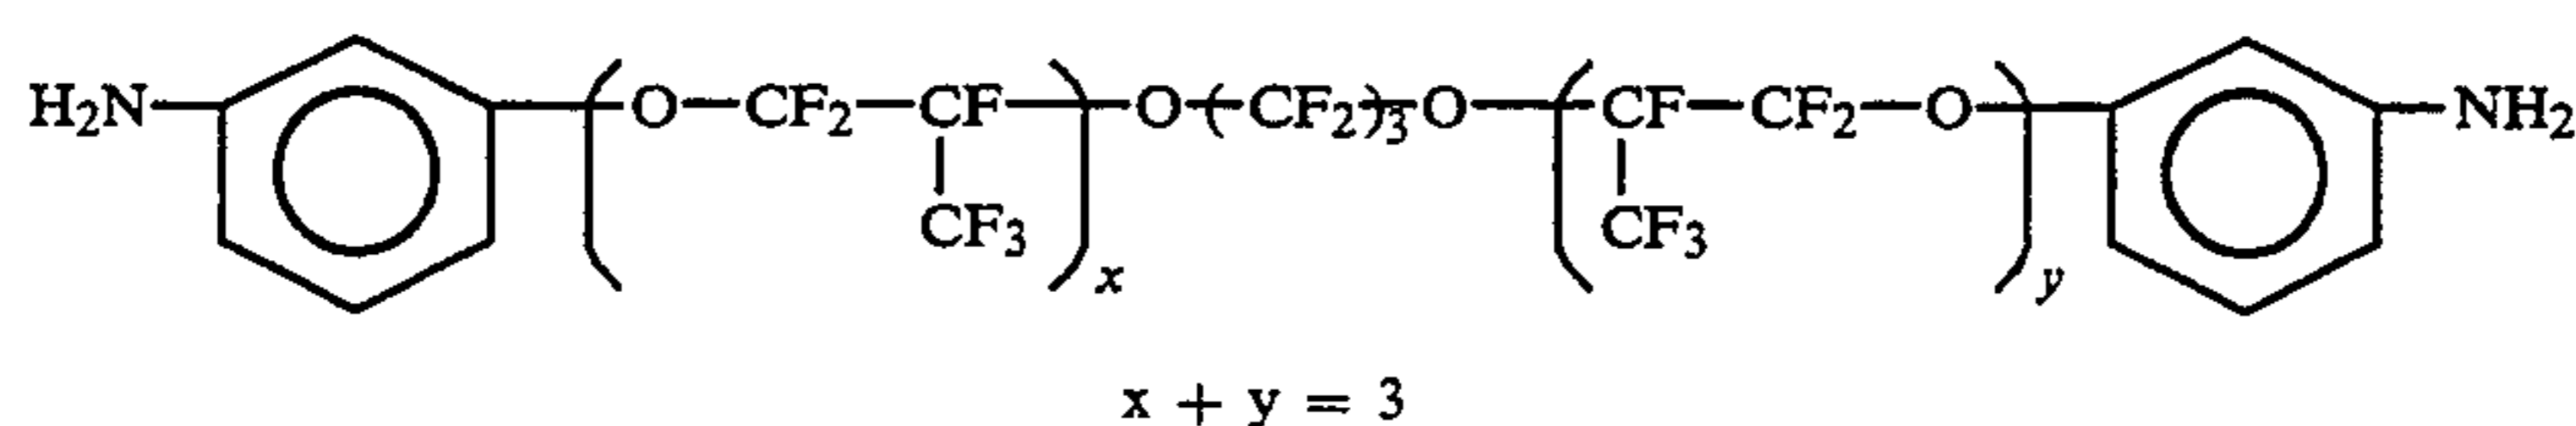 H₂N—(O—CF₂—CF—)x—O—(CF₂)₃—O—(CF—CF₂—O)y—NH₂
CF₃ CF₃
x + y = 3